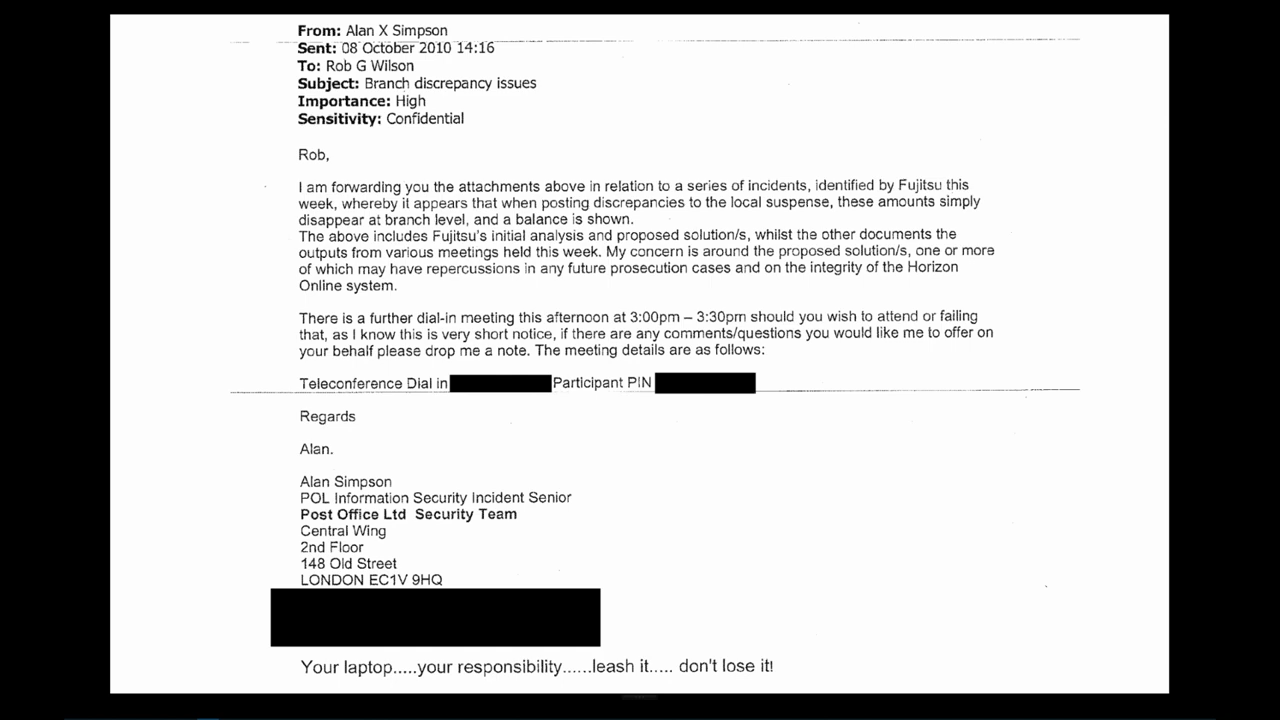 From: Alan X Simpson
Sent: 08 October 2010 14:16
To: Rob G Wilson
Subject: Branch discrepancy issues
Importance: High
Sensitivity: Confidential
Rob,
I am forwarding you the attachments above in relation to a series of incidents, identified by Fujitsu this
week, whereby it appears that when posting discrepancies to the local suspense, these amounts simply
disappear at branch level, and a balance is shown.
The above includes Fujitsu's initial analysis and proposed solution/s, whilst the other documents the
outputs from various meetings held this week. My concern is around the proposed solution/s, one or more
of which may have repercussions in any future prosecution cases and on the integrity of the Horizon
Online system.
There is a further dial-in meeting this afternoon at 3:00pm – 3:30pm should you wish to attend or failing
that, as I know this is very short notice, if there are any comments/questions you would like me to offer on
your behalf please drop me a note. The meeting details are as follows:
Teleconference Dial in Participant PIN
Regards
Alan.
Alan Simpson
POL Information Security Incident Senior
Post Office Ltd Security Team
Central Wing
2nd Floor
148 Old Street
LONDON EC1V 9HQ
Your laptop.....your responsibility......leash it..... don't lose it!